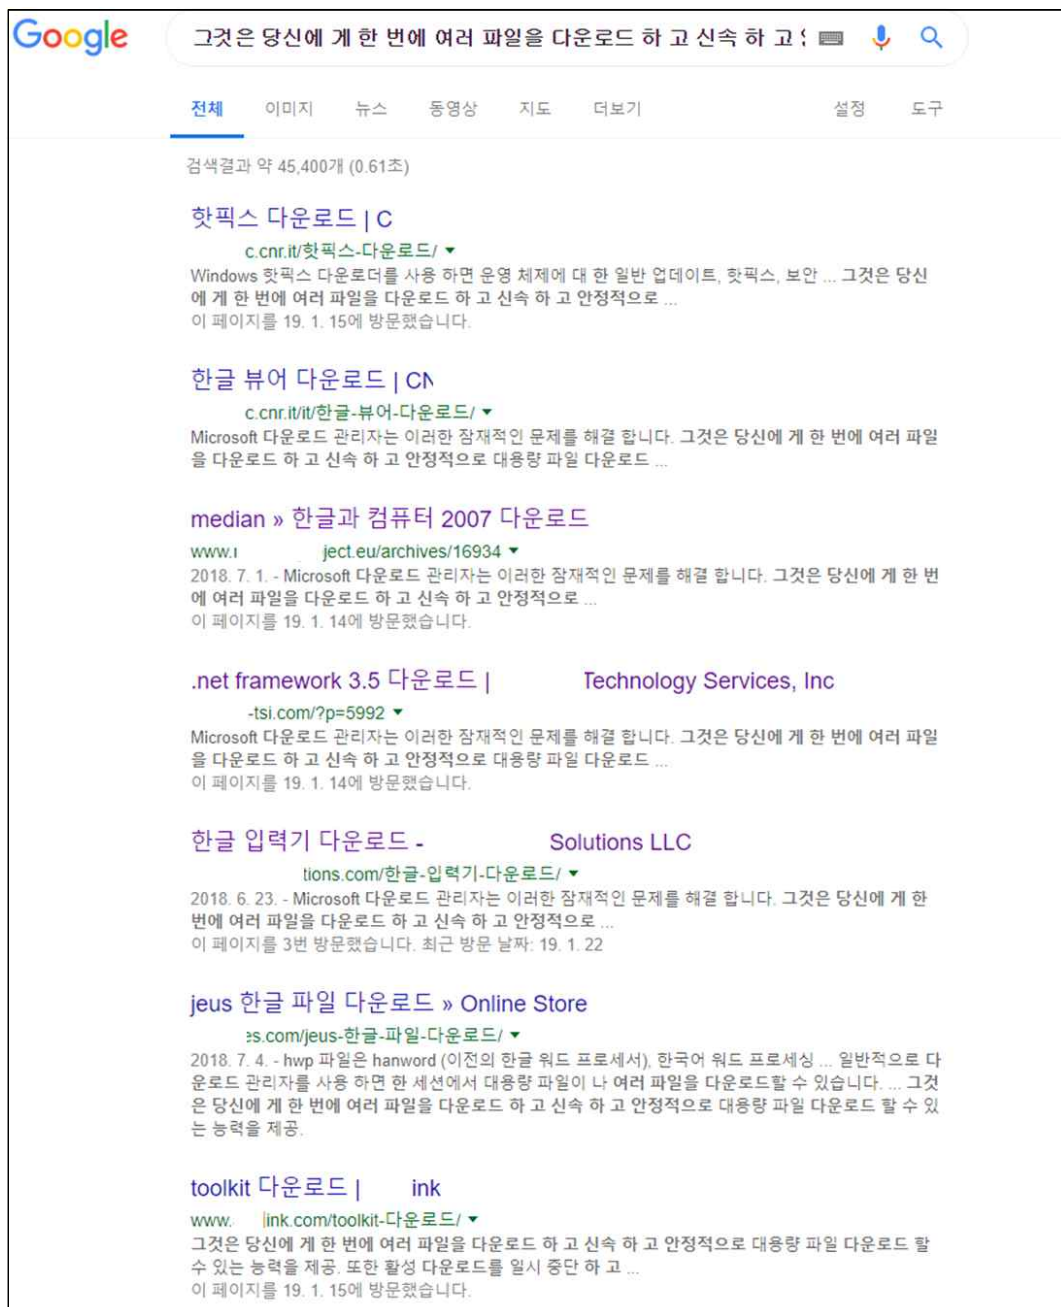 Google
그것은 당신에 게 한 번에 여러 파일을 다운로드 하 고 신속 하 고
전체 이미지 뉴스 동영상 지도 더보기 설정 도구
검색결과 약 45,400개 (0.61초)
핫픽스 다운로드 | C
c.cnr.it/핫픽스-다운로드/
Windows 핫픽스 다운로더를 사용 하면 운영 체제에 대 한 일반 업데이트, 핫픽스, 보안 ... 그것은 당신
에 게 한 번에 여러 파일을 다운로드 하 고 신속 하 고 안정적으로 ...
이 페이지를 19. 1. 15에 방문했습니다.
한글 뷰어 다운로드 | CN
c.cnr.it/it/한글-뷰어-다운로드/
Microsoft 다운로드 관리자는 이러한 잠재적인 문제를 해결 합니다. 그것은 당신에 게 한 번에 여러 파일
을 다운로드 하 고 신속 하 고 안정적으로 대용량 파일 다운로드 ...
median » 한글과 컴퓨터 2007 다운로드
www. ject.eu/archives/16934
2018. 7. 1. - Microsoft 다운로드 관리자는 이러한 잠재적인 문제를 해결 합니다. 그것은 당신에 게 한 번
에 여러 파일을 다운로드 하 고 신속 하 고 안정적으로 ...
이 페이지를 19. 1. 14에 방문했습니다.
.net framework 3.5 다운로드 | Technology Services, Inc
-tsi.com/?p=5992
Microsoft 다운로드 관리자는 이러한 잠재적인 문제를 해결 합니다. 그것은 당신에 게 한 번에 여러 파일
을 다운로드 하 고 신속 하 고 안정적으로 대용량 파일 다운로드 ...
이 페이지를 19. 1. 14에 방문했습니다.
한글 입력기 다운로드 - Solutions LLC
tions.com/한글-입력기-다운로드/
2018. 6. 23. - Microsoft 다운로드 관리자는 이러한 잠재적인 문제를 해결 합니다. 그것은 당신에 게 한
번에 여러 파일을 다운로드 하 고 신속 하 고 안정적으로 ...
이 페이지를 3번 방문했습니다. 최근 방문 날짜: 19. 1. 22
jeus 한글 파일 다운로드 » Online Store
es.com/jeus-한글-파일-다운로드/
2018. 7. 4. - hwp 파일은 hanword (이전의 한글 워드 프로세서), 한국어 워드 프로세싱 ... 일반적으로 다
운로드 관리자를 사용 하면 한 세션에서 대용량 파일이 나 여러 파일을 다운로드할 수 있습니다. ... 그것
은 당신에 게 한 번에 여러 파일을 다운로드 하 고 신속 하 고 안정적으로 대용량 파일 다운로드 할 수 있
는 능력을 제공.
toolkit 다운로드 | ink
www. ink.com/toolkit-다운로드/
그것은 당신에 게 한 번에 여러 파일을 다운로드 하 고 신속 하 고 안정적으로 대용량 파일 다운로드 할
수 있는 능력을 제공. 또한 활성 다운로드를 일시 중단 하 고 ...
이 페이지를 19. 1. 15에 방문했습니다.